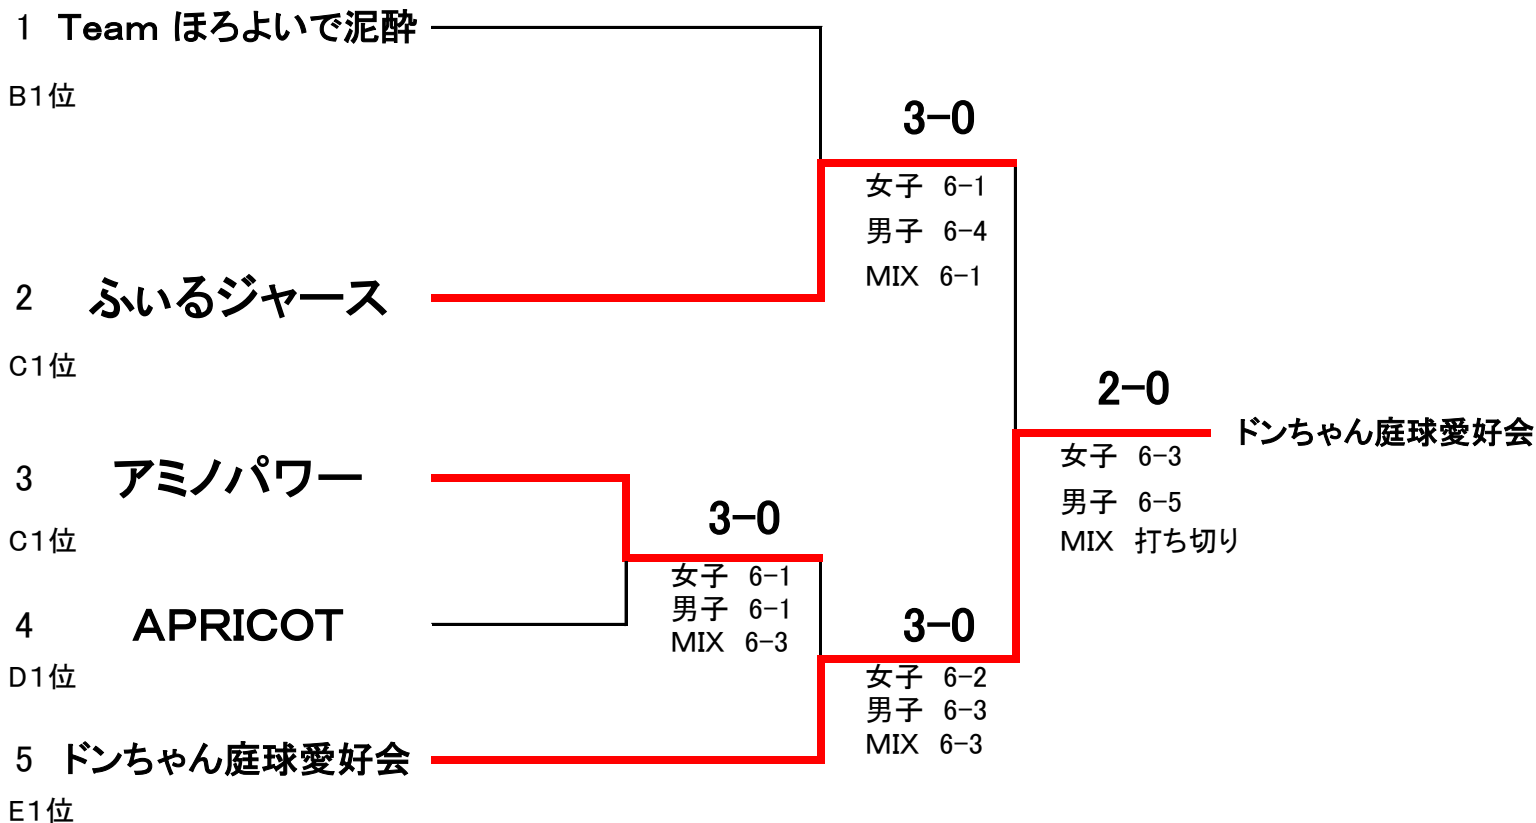 1 Team ほろよいで泥酔
B1位
3-0
女子 6-1
男子 6-4
MIX 6-1
2 ふぃるジャース
C1位
2-0
ドンちゃん庭球愛好会
女子 6-3
男子 6-5
MIX 打ち切り
3 アミノパワー
C1位
3-0
女子 6-1
男子 6-1
MIX 6-3
4 APRICOT
D1位
3-0
女子 6-2
男子 6-3
MIX 6-3
5 ドンちゃん庭球愛好会
E1位